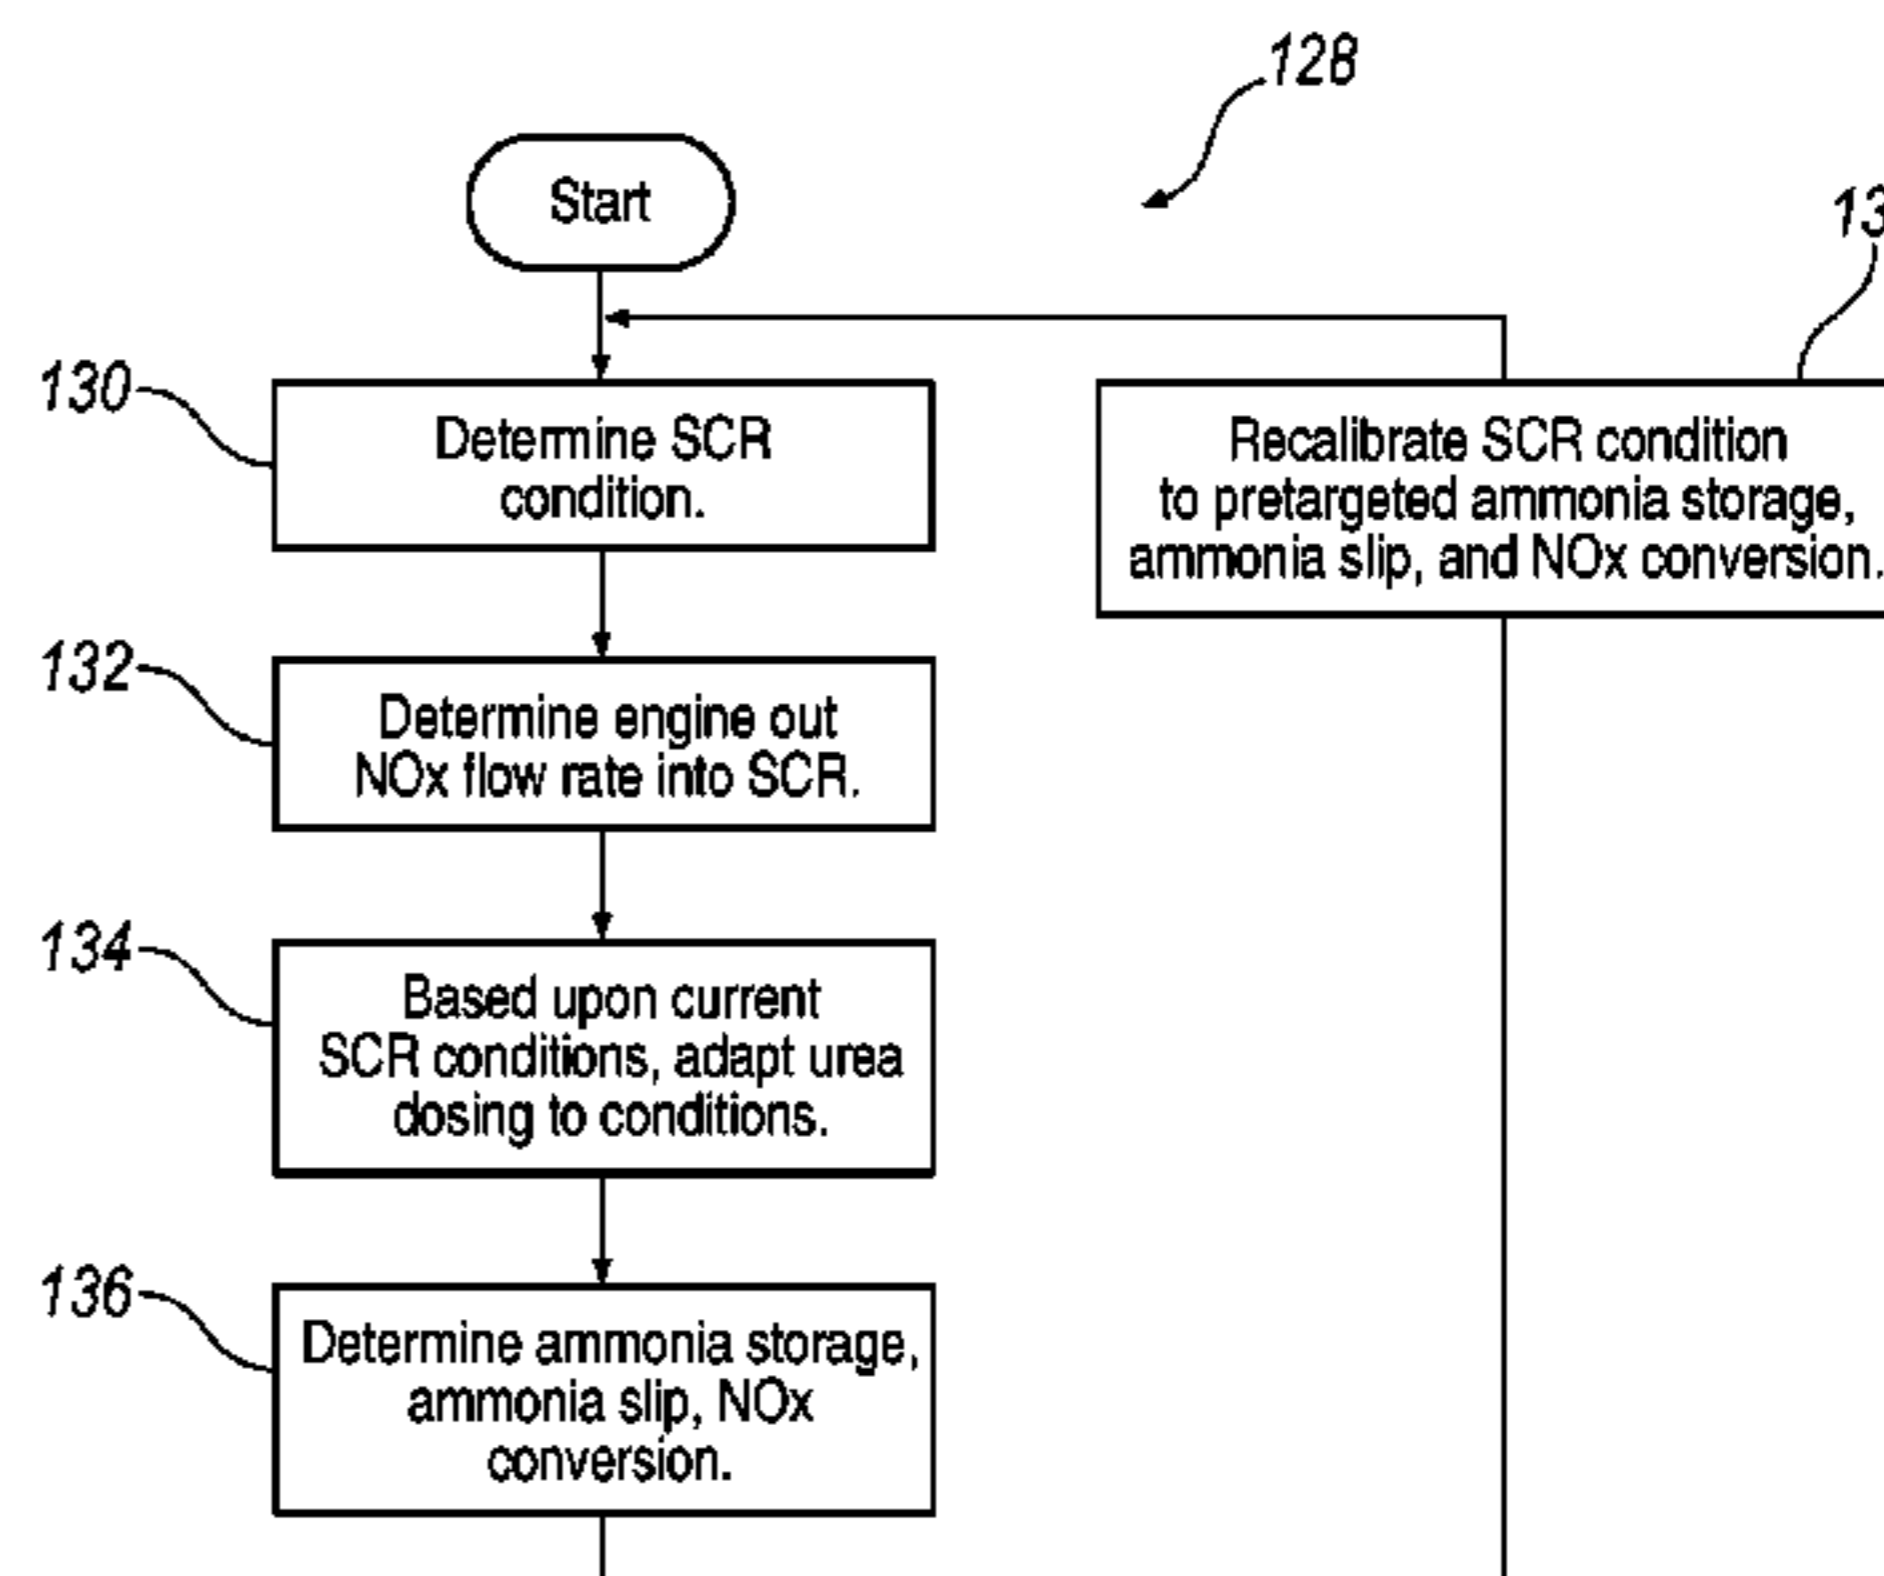 128
Start
130
Determine SCR
condition.
Recalibrate SCR condition
to pretargeted ammonia storage,
ammonia slip, and NOx conversion.
132
Determine engine out
NOx flow rate into SCR.
134
Based upon current
SCR conditions, adapt urea
dosing to conditions.
136
Determine ammonia storage,
ammonia slip, NOx
conversion.